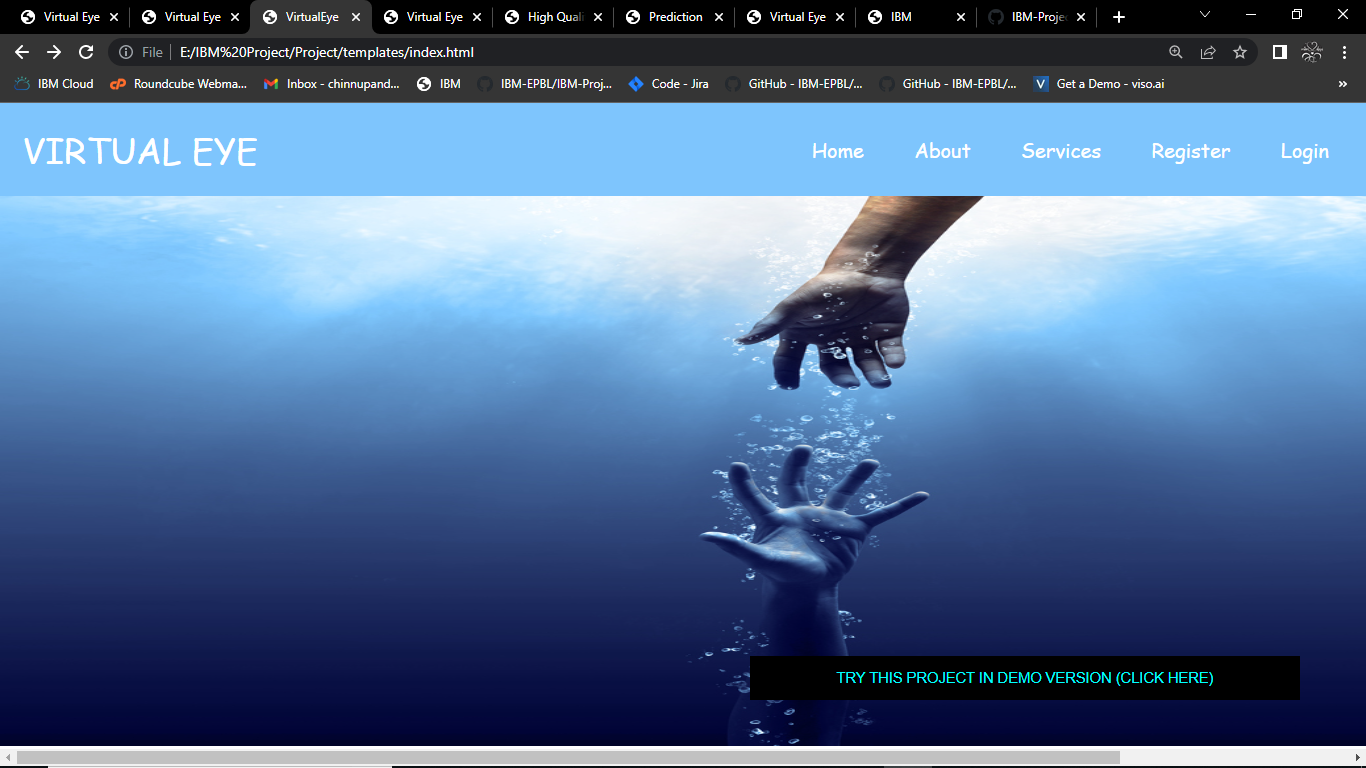 Virtual Eye
Virtual Eye
VirtualEye
Virtual Eye
High Quali
Prediction
Virtual Eye
IBM
IBM-Projec
File
E:/IBM%20Project/Project/templates/index.html
IBM Cloud
Roundcube Webma...
Inbox - chinnupand...
IBM
IBM-EPBL/IBM-Proj...
Code - Jira
GitHub - IBM-EPBL/...
GitHub - IBM-EPBL/...
V
Get a Demo - viso.ai
»
VIRTUAL EYE
Home
About
Services
Register
Login
TRY THIS PROJECT IN DEMO VERSION (CLICK HERE)